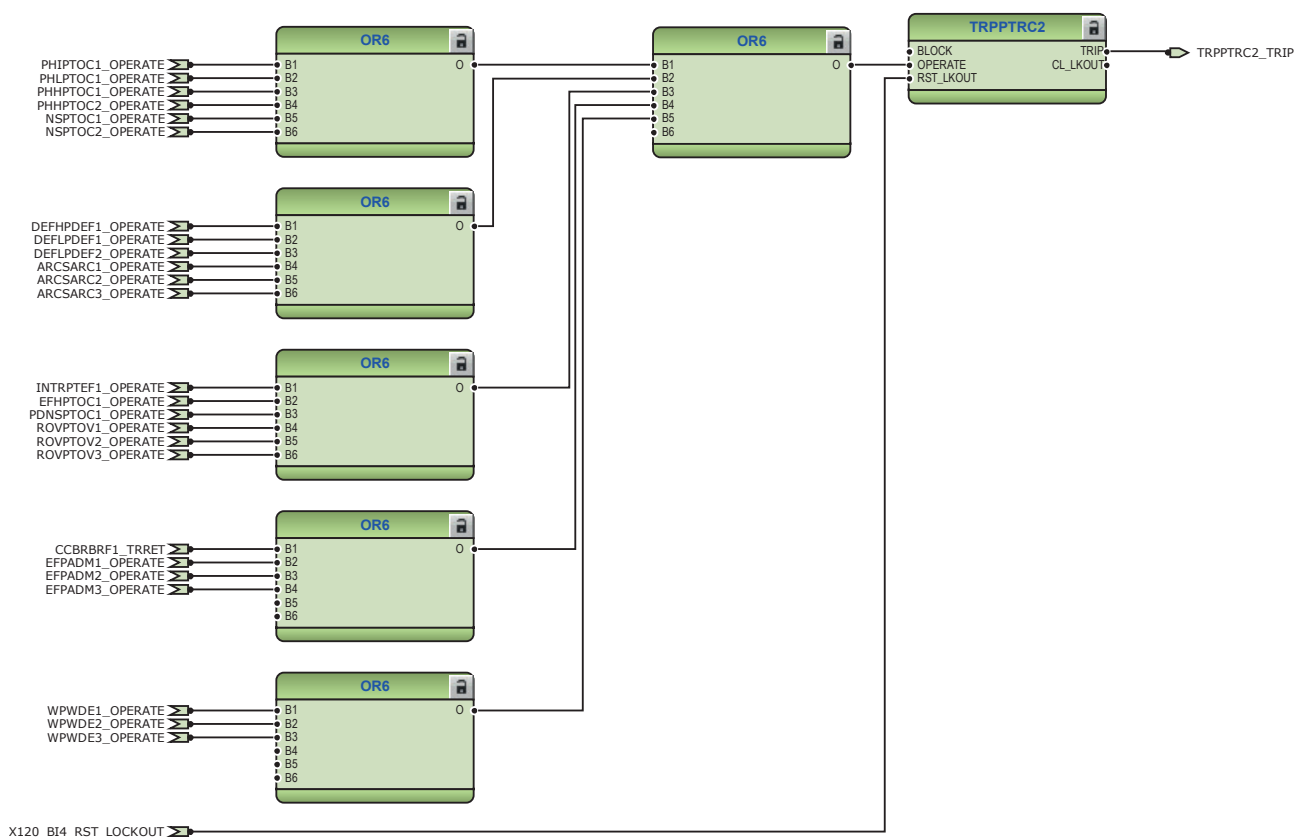 TRPPTRC2
BLOCK
OPERATE
RST_LKOUT
TRIP
CL_LKOUT
TRPPTRC2_TRIP
OR6
B1
B2
B3
B4
B5
B6
O
OR6
PHIPTOC1_OPERATE
PHLPTOC1_OPERATE
PHHPTOC1_OPERATE
PHHPTOC2_OPERATE
NSPTOC1_OPERATE
NSPTOC2_OPERATE
B1
B2
B3
B4
B5
B6
O
OR6
DEFHPDEF1_OPERATE
DEFLPDEF1_OPERATE
DEFLPDEF2_OPERATE
ARCSARC1_OPERATE
ARCSARC2_OPERATE
ARCSARC3_OPERATE
B1
B2
B3
B4
B5
B6
O
OR6
INTRPTEF1_OPERATE
EFHPTOC1_OPERATE
PDNSPTOC1_OPERATE
ROVPTOV1_OPERATE
ROVPTOV2_OPERATE
ROVPTOV3_OPERATE
B1
B2
B3
B4
B5
B6
O
OR6
CCBRBRF1_TRRET
EFPADM1_OPERATE
EFPADM2_OPERATE
EFPADM3_OPERATE
B1
B2
B3
B4
B5
B6
O
OR6
WPWDE1_OPERATE
WPWDE2_OPERATE
WPWDE3_OPERATE
B1
B2
B3
B4
B5
B6
O
X120_BI4_RST_LOCKOUT